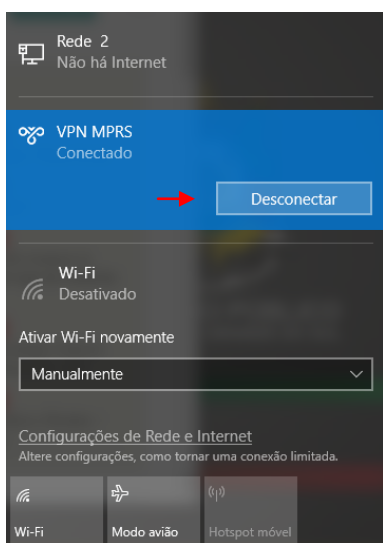 Rede 2
Não há Internet
VPN MPRS
Conectado
Desconectar
Wi-Fi
Desativado
Ativar Wi-Fi novamente
Manualmente
Configurações de Rede e Internet
Altere configurações, como tornar uma conexão limitada.
Wi-Fi
Modo avião
Hotspot móvel